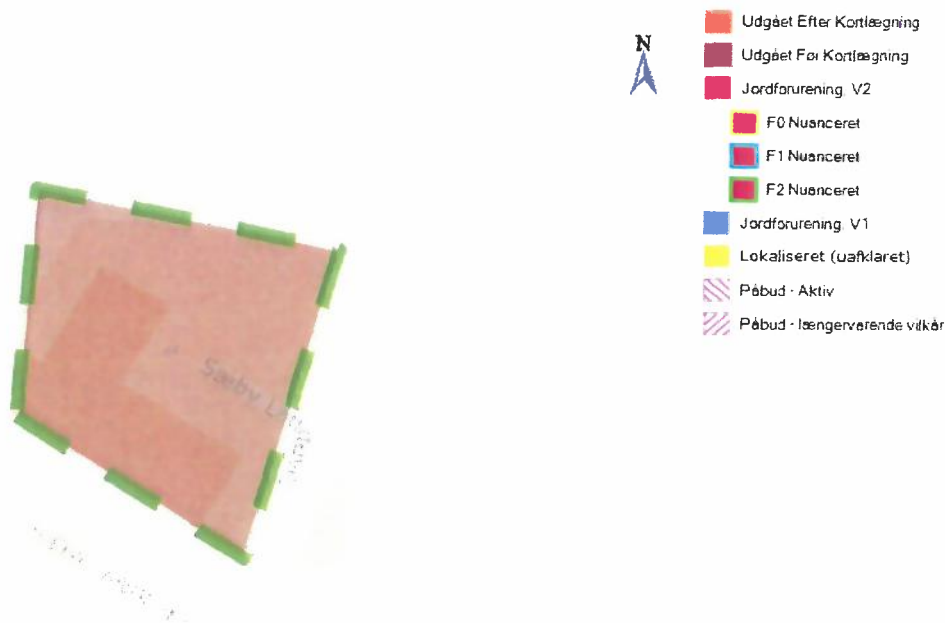 N
Udgået Efter Kortlægning
Udgået Før Kortlægning
Jordforurening, V2
F0 Nuanceret
F1 Nuanceret
F2 Nuanceret
Jordforurening, V1
Lokaliseret (uafklaret)
Påbud - Aktiv
Påbud - længervarende vilkår
Sæby